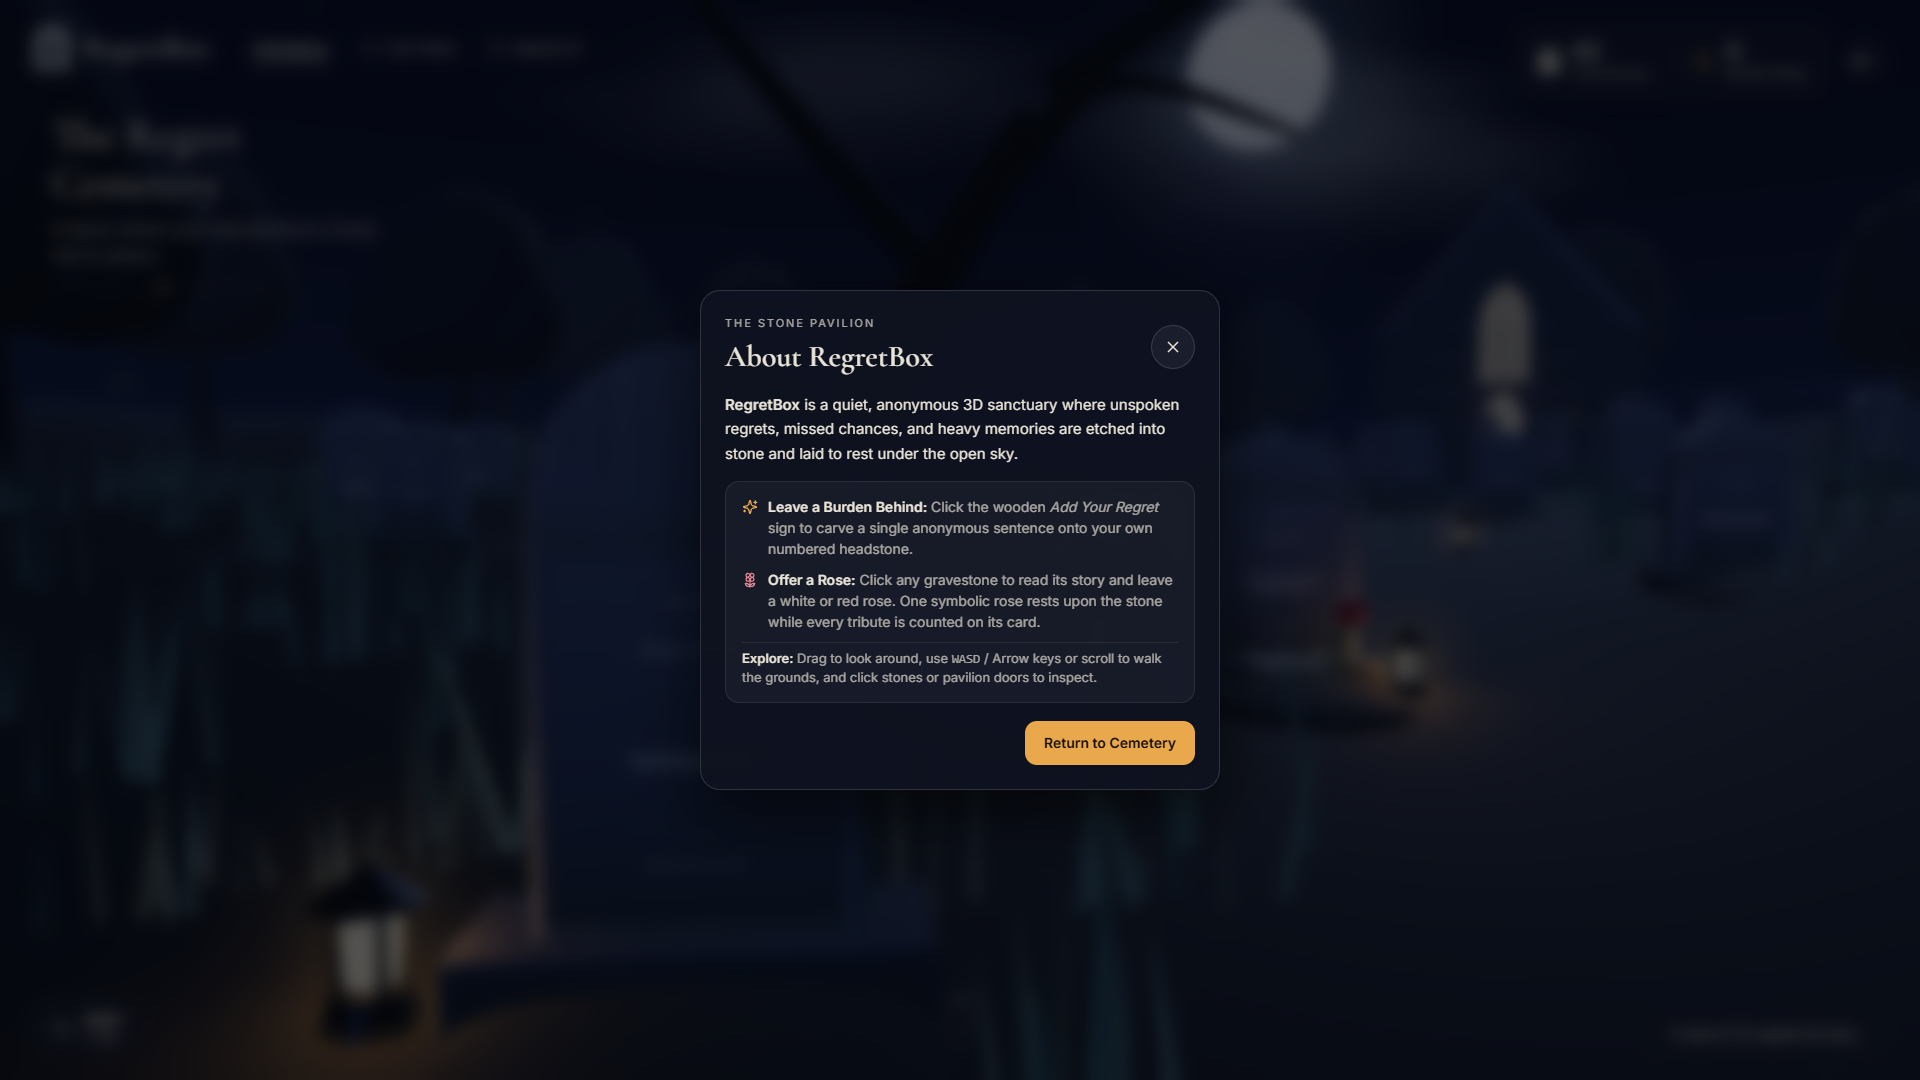 RegretBox
The Regret
Cemetery
THE STONE PAVILION
About RegretBox
RegretBox is a quiet, anonymous 3D sanctuary where unspoken
regrets, missed chances, and heavy memories are etched into
stone and laid to rest under the open sky.
Leave a Burden Behind: Click the wooden Add Your Regret
sign to carve a single anonymous sentence onto your own
numbered headstone.
Offer a Rose: Click any gravestone to read its story and leave
a white or red rose. One symbolic rose rests upon the stone
while every tribute is counted on its card.
Explore: Drag to look around, use WASD / Arrow keys or scroll to walk
the grounds, and click stones or pavilion doors to inspect.
Return to Cemetery